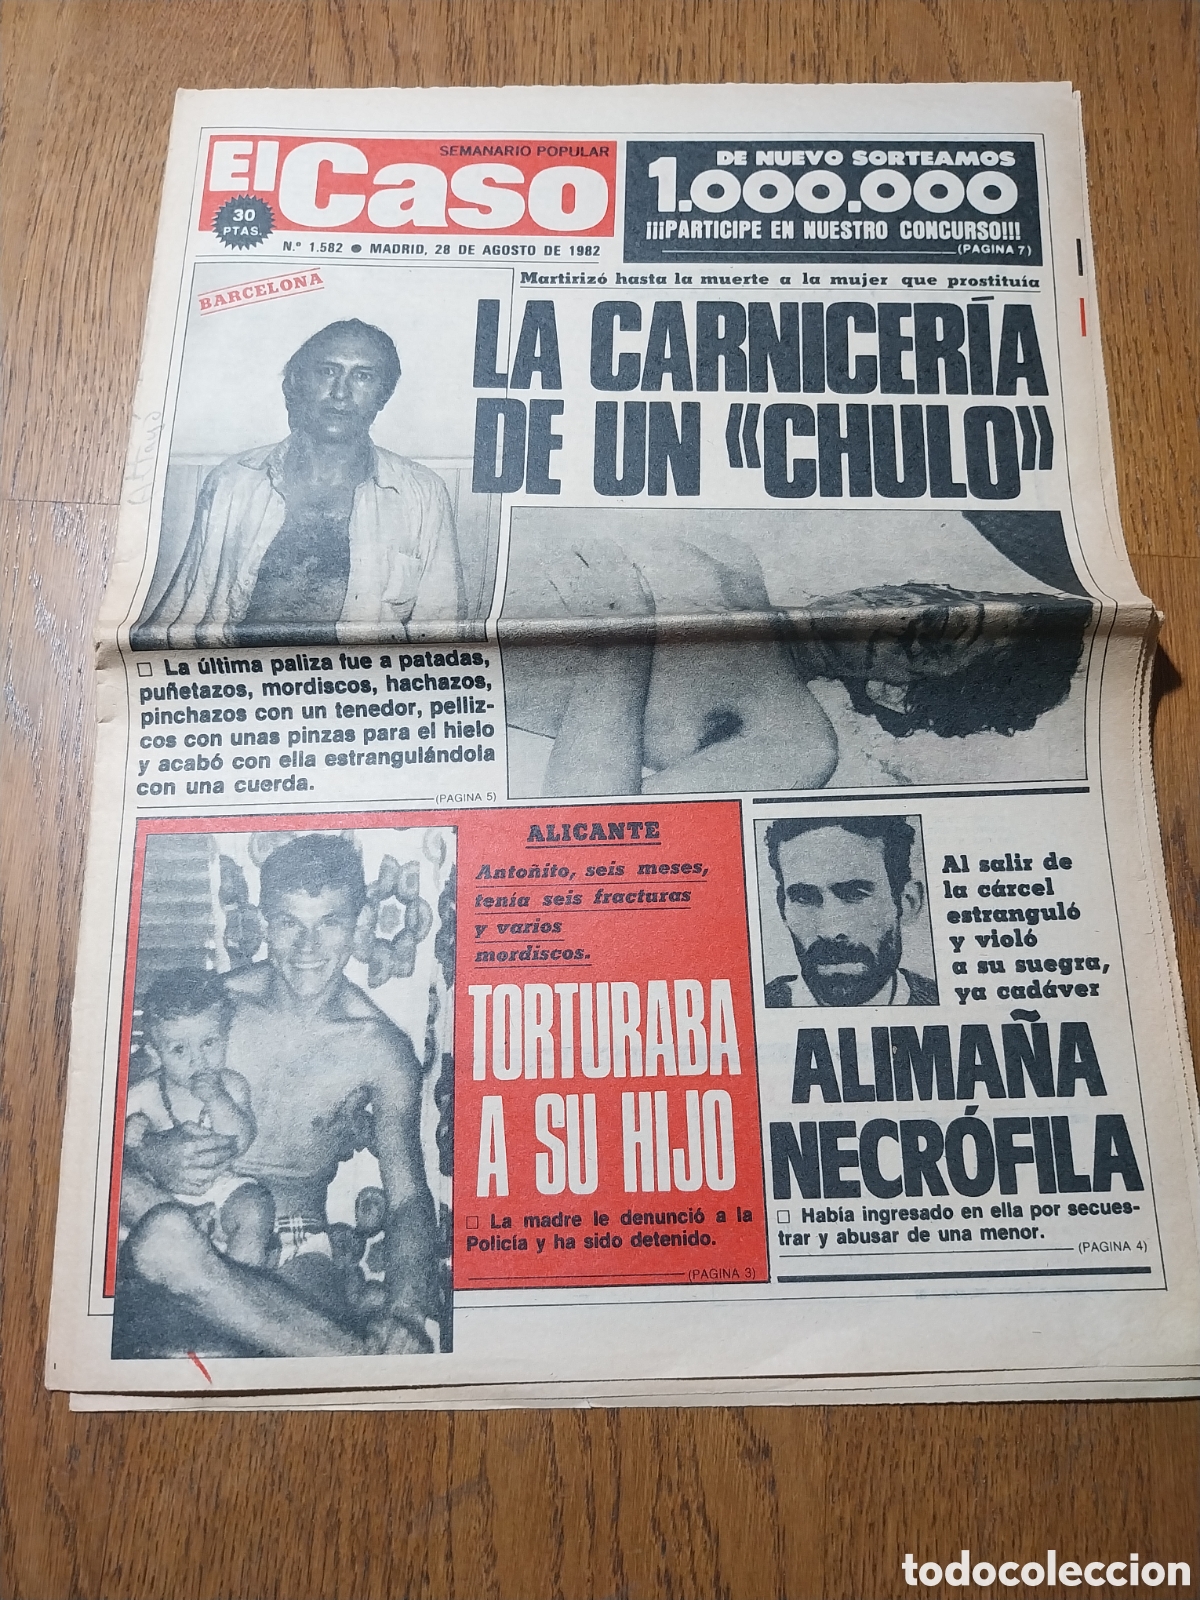 El Caso
SEMANARIO POPULAR
30
PTAS.
N.º 1.582 ● MADRID, 28 DE AGOSTO DE 1982
DE NUEVO SORTEAMOS
1.000.000
¡¡¡PARTICIPE EN NUESTRO CONCURSO!!!
(PAGINA 7)
BARCELONA
Martirizó hasta la muerte a la mujer que prostituía
LA CARNICERÍA
DE UN «CHULO»
□ La última paliza fue a patadas,
puñetazos, mordiscos, hachazos,
pinchazos con un tenedor, pelliz-
cos con unas pinzas para el hielo
y acabó con ella estrangulándola
con una cuerda.
(PAGINA 5)
ALICANTE
Antoñito, seis meses,
tenía seis fracturas
y varios
mordiscos.
TORTURABA
A SU HIJO
□ La madre le denunció a la
Policía y ha sido detenido.
(PAGINA 3)
Al salir de
la cárcel
estranguló
y violó
a su suegra,
ya cadáver
ALIMAÑA
NECRÓFILA
□ Había ingresado en ella por secues-
trar y abusar de una menor.
(PAGINA 4)
todocoleccion